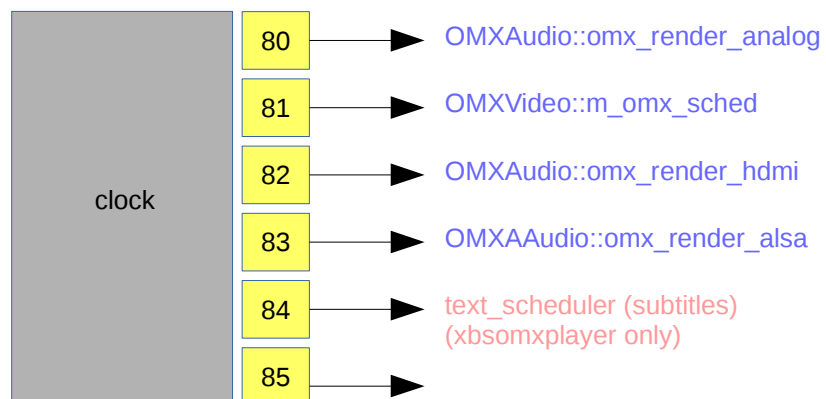 80
OMXAudio::omx_render_analog
81
OMXVideo::m_omx_sched
82
OMXAudio::omx_render_hdmi
clock
83
OMXAAudio::omx_render_alsa
84
text_scheduler (subtitles)
(xbsomxplayer only)
85